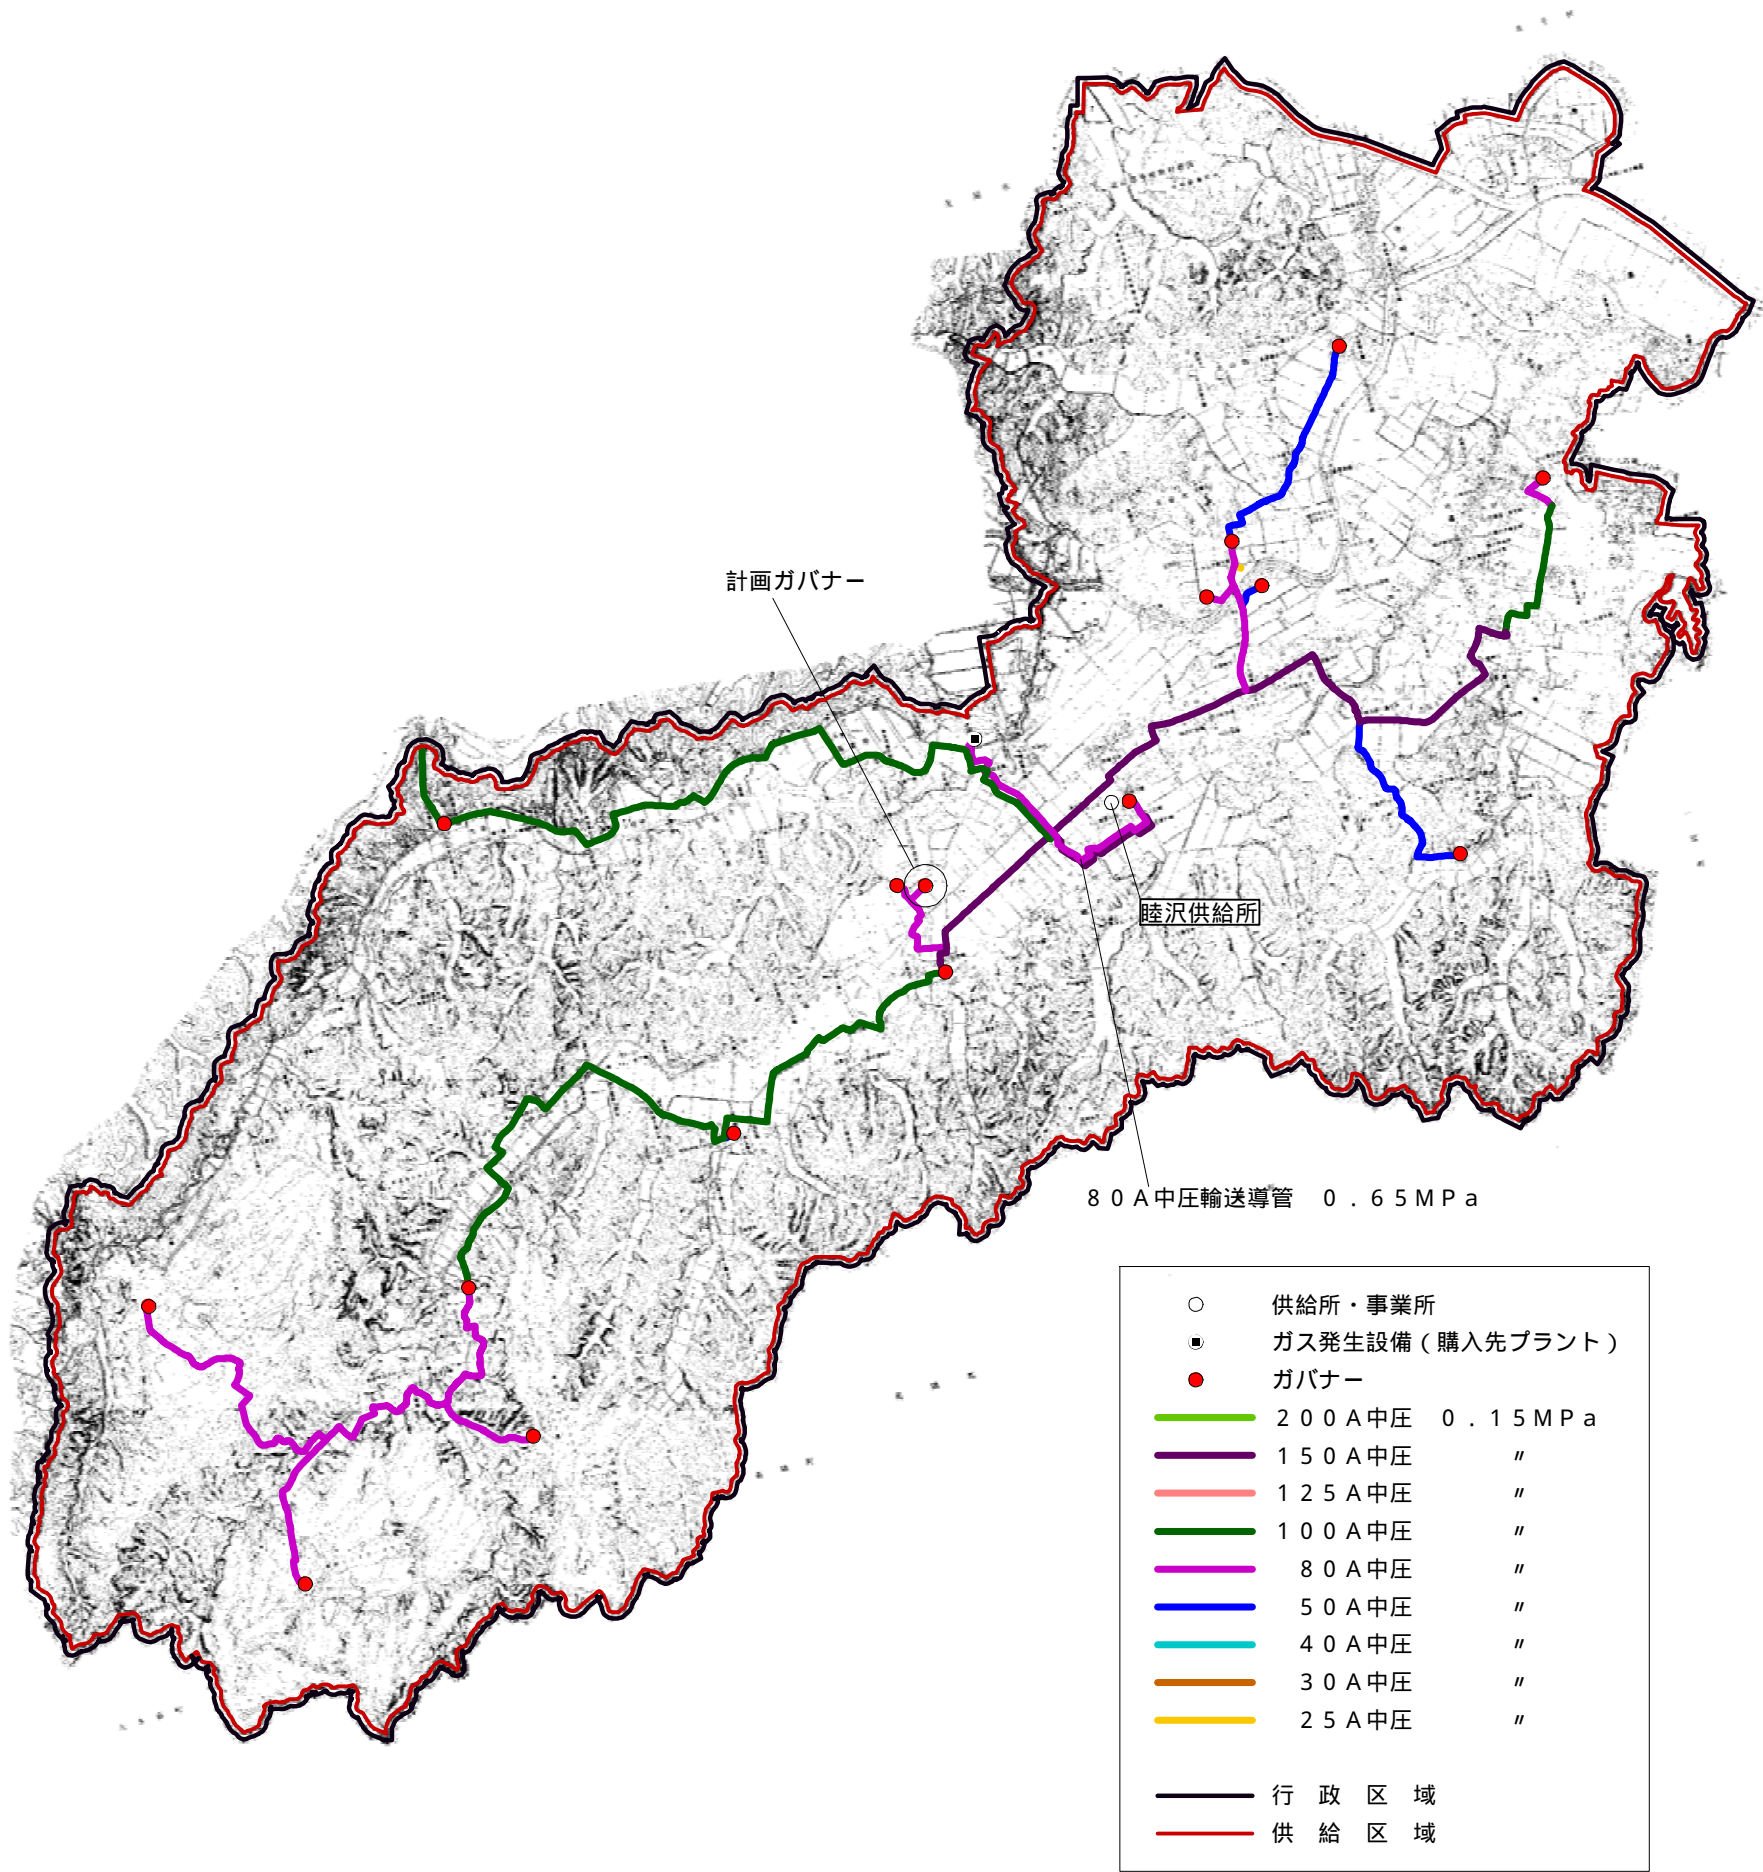 計画ガバナー
睦沢供給所
８０Ａ中圧輸送導管　０．６５ＭＰａ
供給所・事業所
ガス発生設備（購入先プラント）
ガバナー
２００Ａ中圧　０．１５ＭＰａ
１５０Ａ中圧　〃
１２５Ａ中圧　〃
１００Ａ中圧　〃
８０Ａ中圧　〃
５０Ａ中圧　〃
４０Ａ中圧　〃
３０Ａ中圧　〃
２５Ａ中圧　〃
行　政　区　域
供　給　区　域